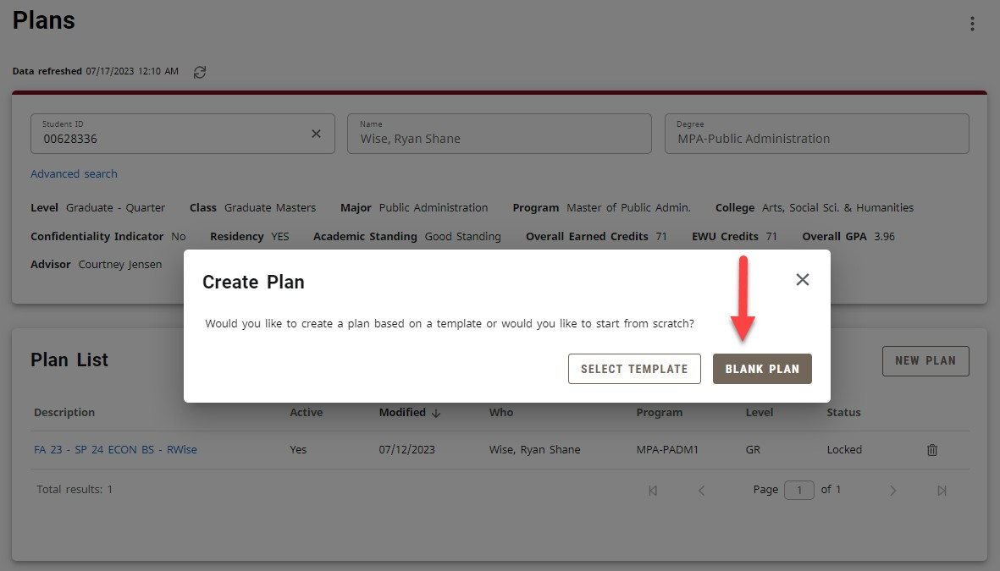 Plans
Data refreshed 07/17/2023 12:10 AM
Student ID
00628336
Name
Wise, Ryan Shane
Degree
MPA-Public Administration
Advanced search
Level Graduate - Quarter Class Graduate Masters Major Public Administration Program Master of Public Admin. College Arts, Social Sci. & Humanities
Confidentiality Indicator No Residency YES Academic Standing Good Standing Overall Earned Credits 71 EWU Credits 71 Overall GPA 3.96
Advisor Courtney Jensen
Create Plan
Would you like to create a plan based on a template or would you like to start from scratch?
SELECT TEMPLATE BLANK PLAN
Plan List
NEW PLAN
Description Active Modified Who Program Level Status
FA 23 - SP 24 ECON BS - RWise Yes 07/12/2023 Wise, Ryan Shane MPA-PADM1 GR Locked
Total results: 1 Page 1 of 1